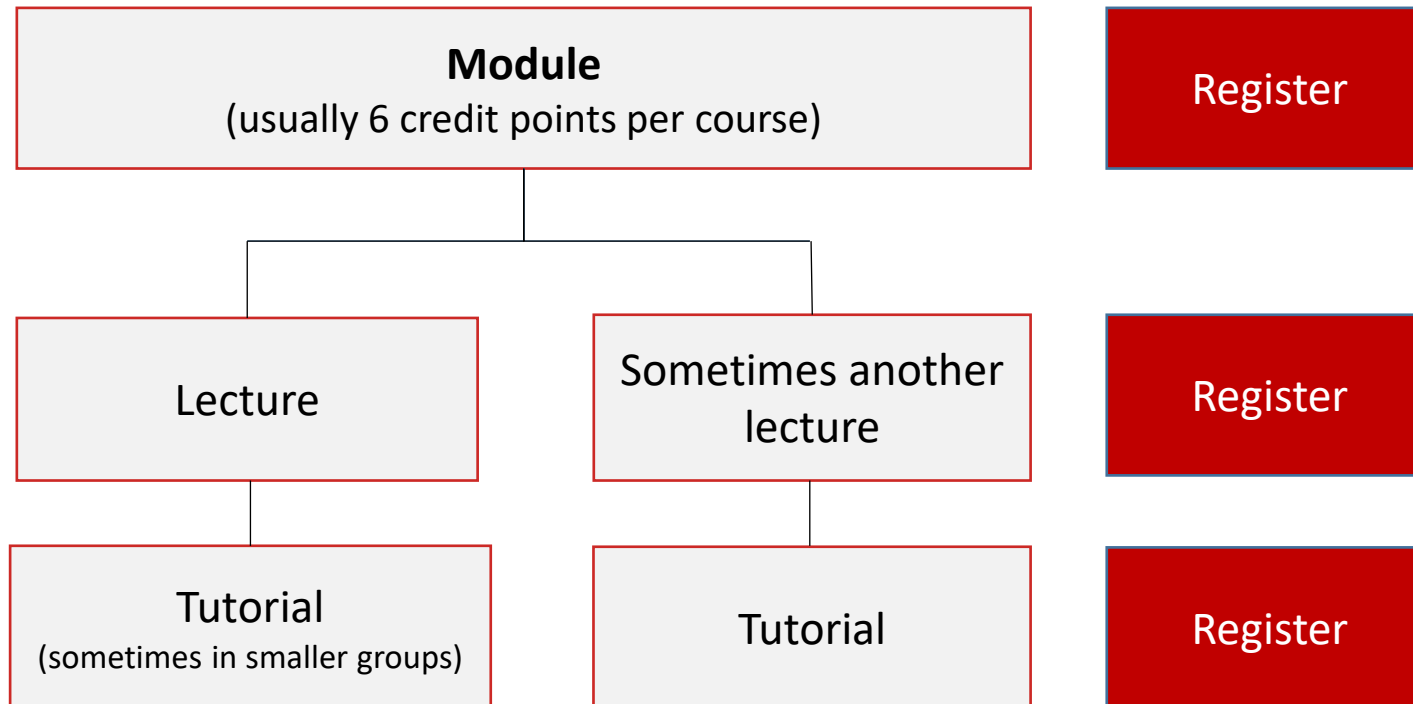 Module
(usually 6 credit points per course)
Register
Lecture
Sometimes another
lecture
Register
Tutorial
(sometimes in smaller groups)
Tutorial
Register